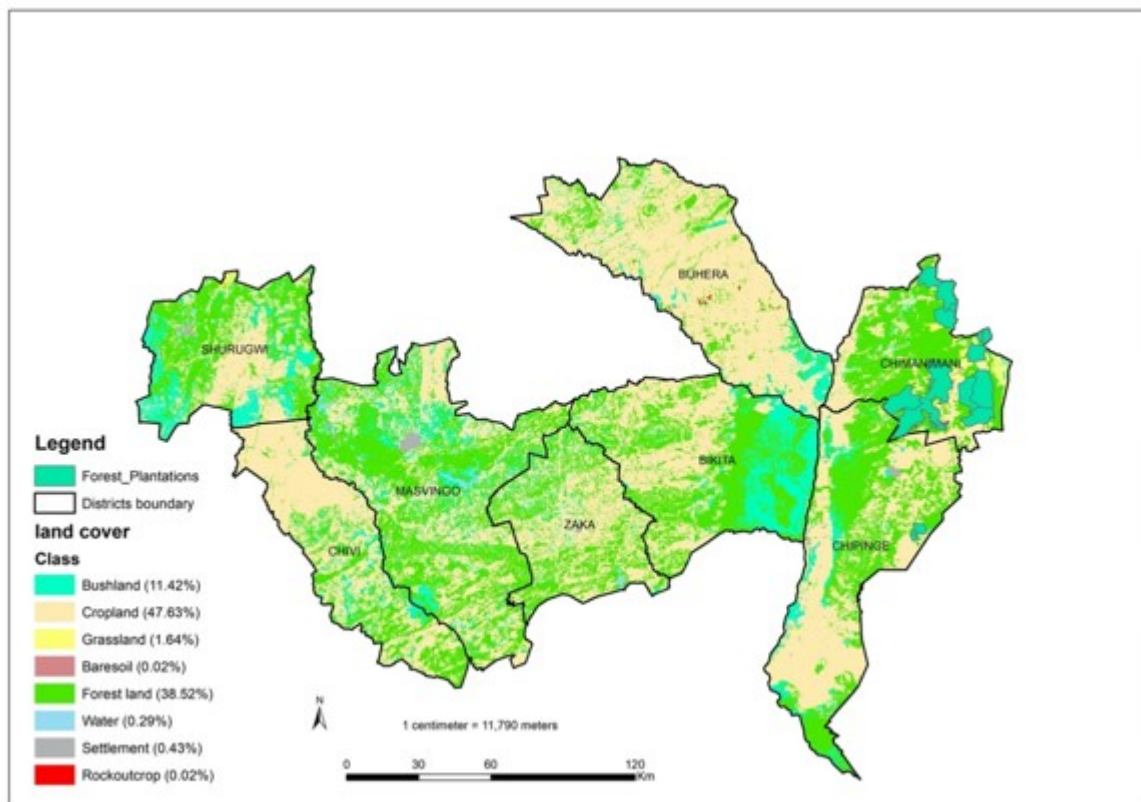 BUHERA
SHURUGWI
CHIMANIMANI
BIKITA
MASVINGO
ZAKA
CHIVI
CHIPINGE
Legend
Forest_Plantations
Districts boundary
land cover
Class
Bushland (11.42%)
Cropland (47.63%)
Grassland (1.64%)
Baresoil (0.02%)
Forest land (38.52%)
Water (0.29%)
Settlement (0.43%)
Rockoutcrop (0.02%)
N
1 centimeter = 11,790 meters
0 30 60 120
Km